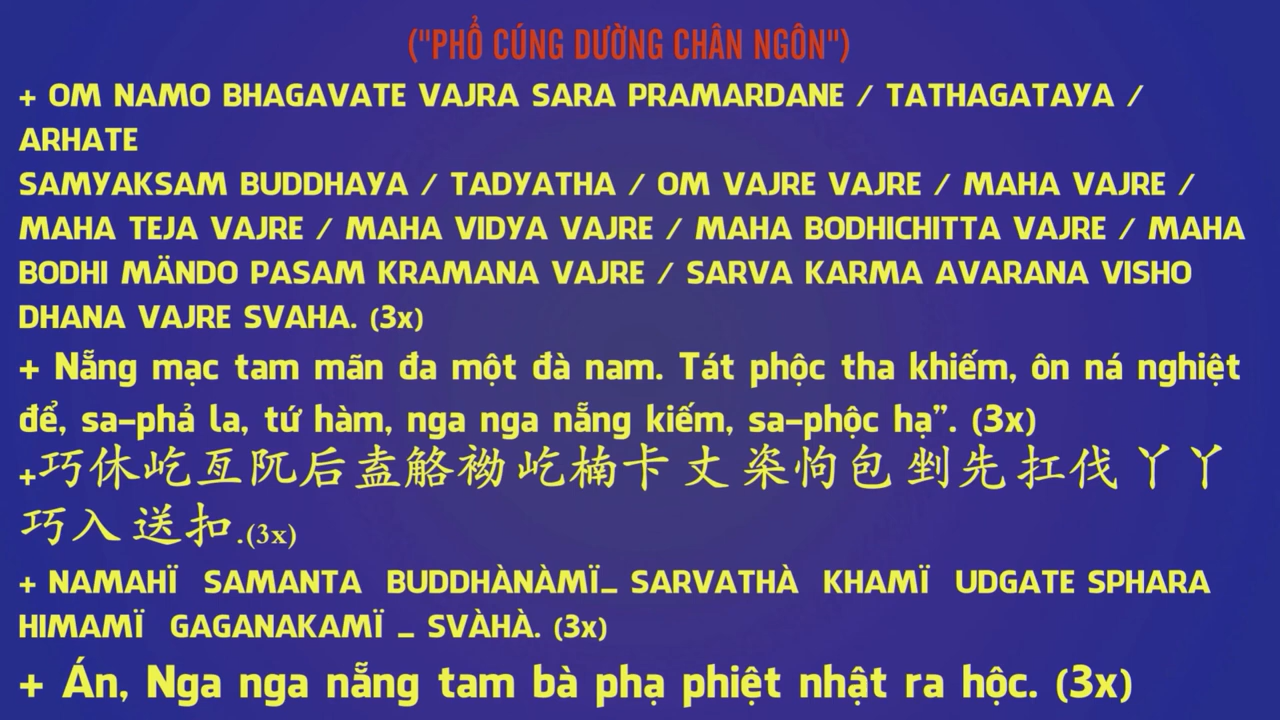 ("PHỔ CÚNG DƯỜNG CHÂN NGÔN")
+ OM NAMO BHAGAVATE VAJRA SARA PRAMARDANE / TATHAGATAYA /
ARHATE
SAMYAKSAM BUDDHAYA / TADYATHA / OM VAJRE VAJRE / MAHA VAJRE /
MAHA TEJA VAJRE / MAHA VIDYA VAJRE / MAHA BODHICHITTA VAJRE / MAHA
BODHI MÄNDO PASAM KRAMANA VAJRE / SARVA KARMA AVARANA VISHO
DHANA VAJRE SVAHA. (3x)
+ Nẵng mạc tam mãn đa một đà nam. Tát phộc tha khiếm, ôn ná nghiệt
để, sa-phả la, tứ hàm, nga nga nẵng kiếm, sa-phộc hạ”. (3x)
+巧休屹亙阢后盍觡袎屹楠卡丈粢怐包剉先扛伐丫丫
巧入送扣.(3x)
+ NAMAHÏ SAMANTA BUDDHÀNÀMÏ_ SARVATHÀ KHAMÏ UDGATE SPHARA
HIMAMÏ GAGANAKAMÏ _ SVÀHÀ. (3x)
+ Án, Nga nga nẵng tam bà phạ phiệt nhật ra hộc. (3x)